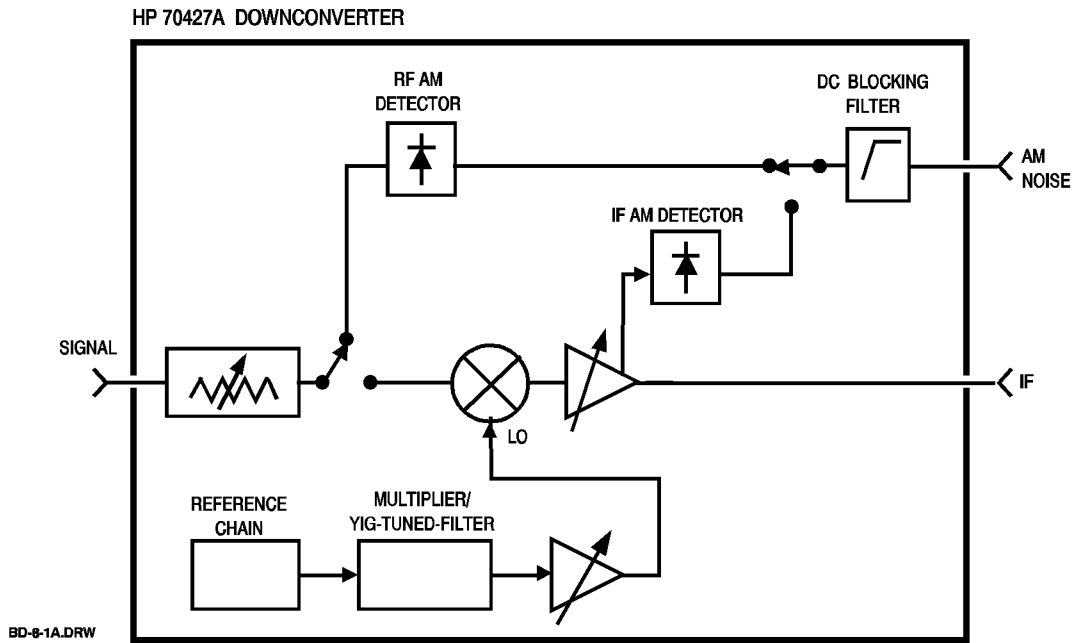 HP 70427A DOWNCONVERTER
RF AM
DETECTOR
DC BLOCKING
FILTER
AM
NOISE
IF AM DETECTOR
SIGNAL
IF
LO
REFERENCE
CHAIN
MULTIPLIER/
YIG-TUNED-FILTER
BD-6-1A.DRW